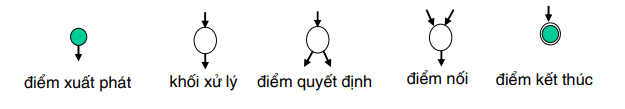 điểm xuất phát
khối xử lý
điểm quyết định
điểm nối
điểm kết thúc